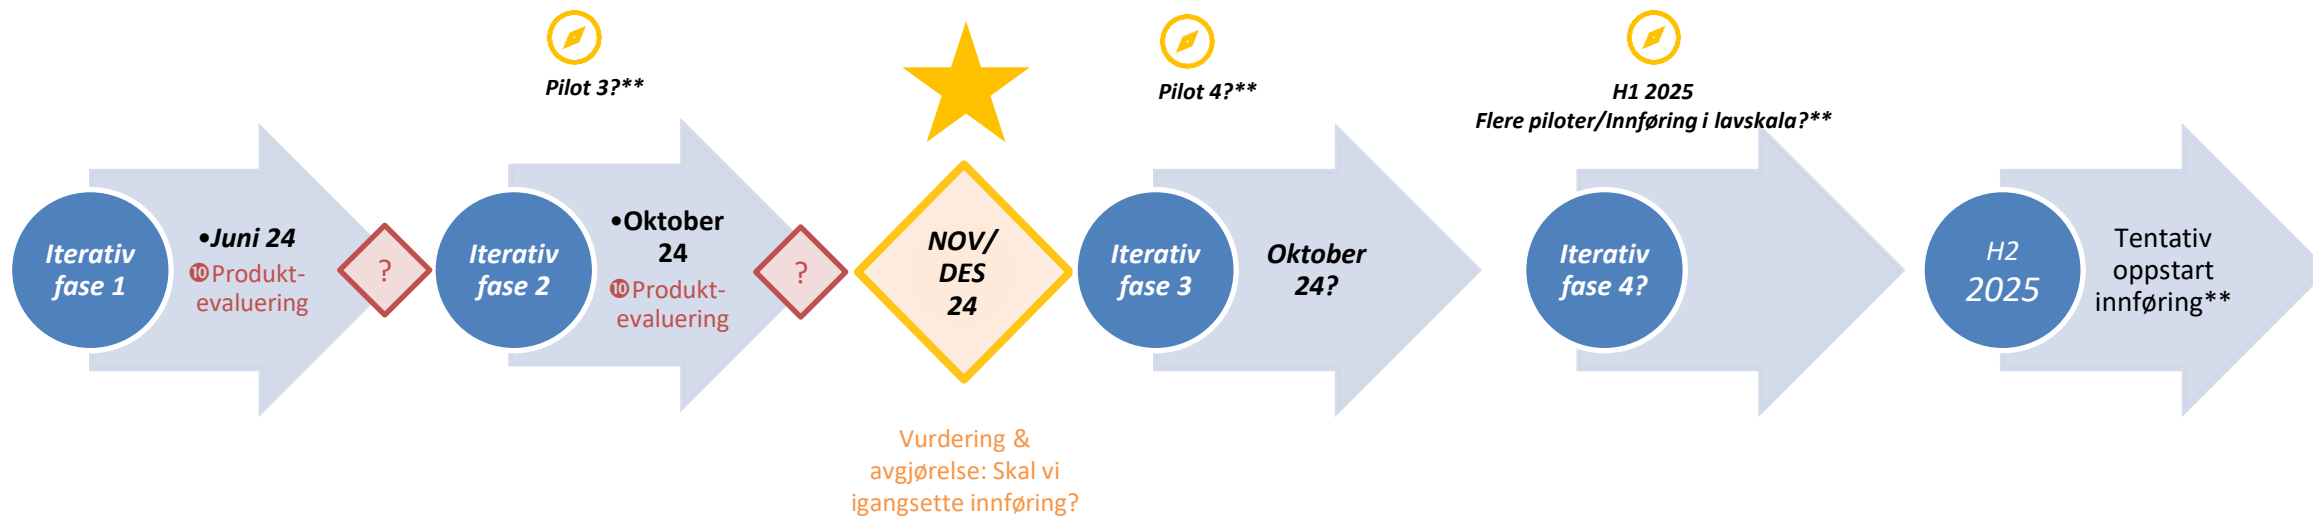 Pilot 3?**
Pilot 4?**
H1 2025
Flere piloter/Innføring i lavskala?**
Iterativ
fase 1
•Juni 24
❿Produkt-
evaluering
?
Iterativ
fase 2
•Oktober
24
❿Produkt-
evaluering
?
NOV/
DES
24
Iterativ
fase 3
Oktober
24?
Iterativ
fase 4?
H2
2025
Tentativ
oppstart
innføring**
Vurdering &
avgjørelse: Skal vi
igangsette innføring?